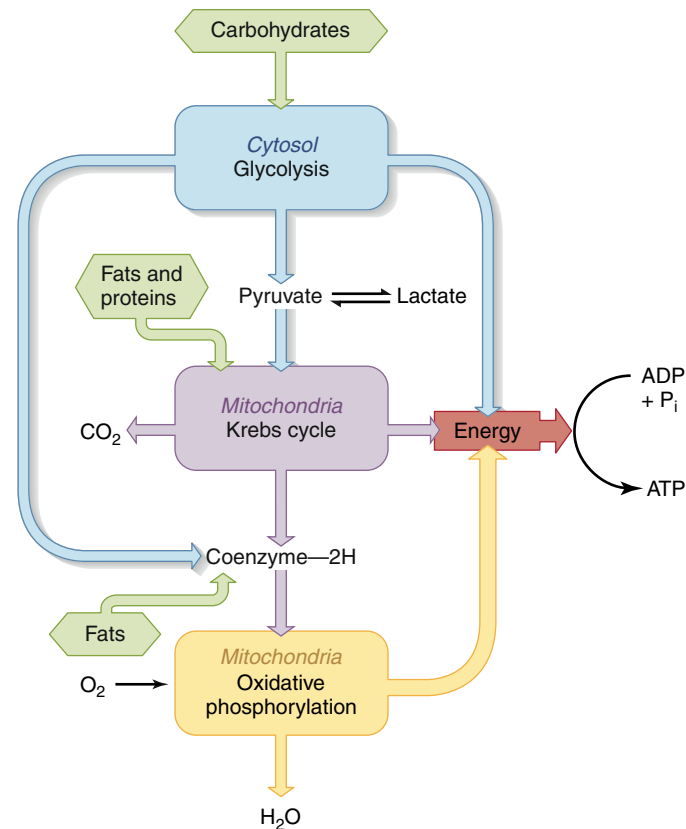 Carbohydrates
Cytosol
Glycolysis
Fats and
proteins
Pyruvate
Lactate
Mitochondria
Krebs cycle
CO₂
Energy
ADP
+ Pᵢ
ATP
Coenzyme—2H
Fats
Mitochondria
Oxidative
phosphorylation
O₂
H₂O